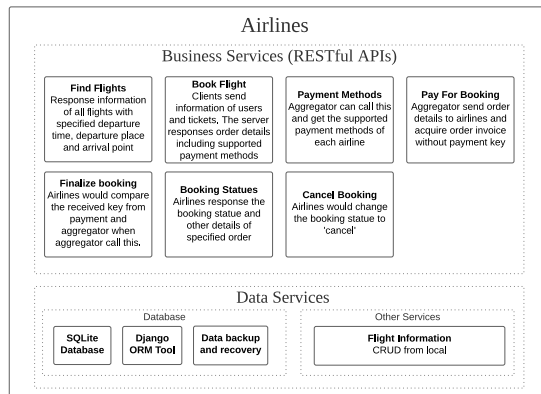 Airlines
Business Services (RESTful APIs)
Find Flights
Response information
of all flights with
specified departure
time, departure place
and arrival point
Book Flight
Clients send
information of users
and tickets, The server
responses order details
including supported
payment methods
Payment Methods
Aggregator can call this
and get the supported
payment methods of
each airline
Pay For Booking
Aggregator send order
details to airlines and
acquire order invoice
without payment key
Finalize booking
Airlines would compare
the received key from
payment and
aggregator when
aggregator call this.
Booking Statues
Airlines response the
booking statue and
other details of
specified order
Cancel Booking
Airlines would
change the
booking statue to
'cancel'
Data Services
Database
SQLite
Database
Django
ORM Tool
Data backup
and recovery
Other Services
Flight Information
CRUD from local